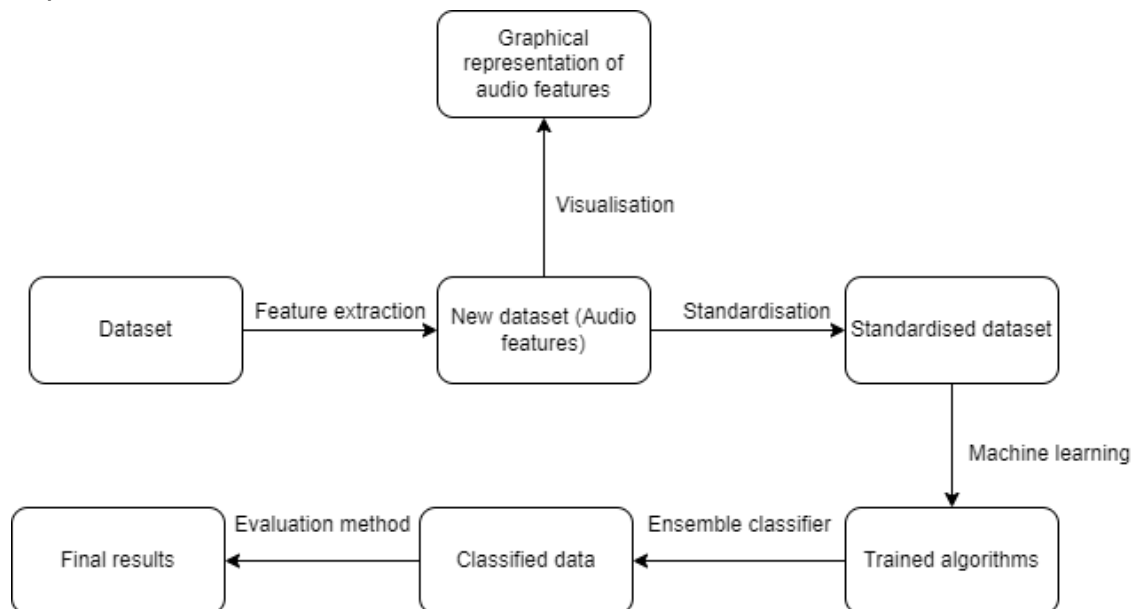 Graphical
representation of
audio features
Visualisation
Dataset
Feature extraction
New dataset (Audio
features)
Standardisation
Standardised dataset
Machine learning
Final results
Evaluation method
Classified data
Ensemble classifier
Trained algorithms